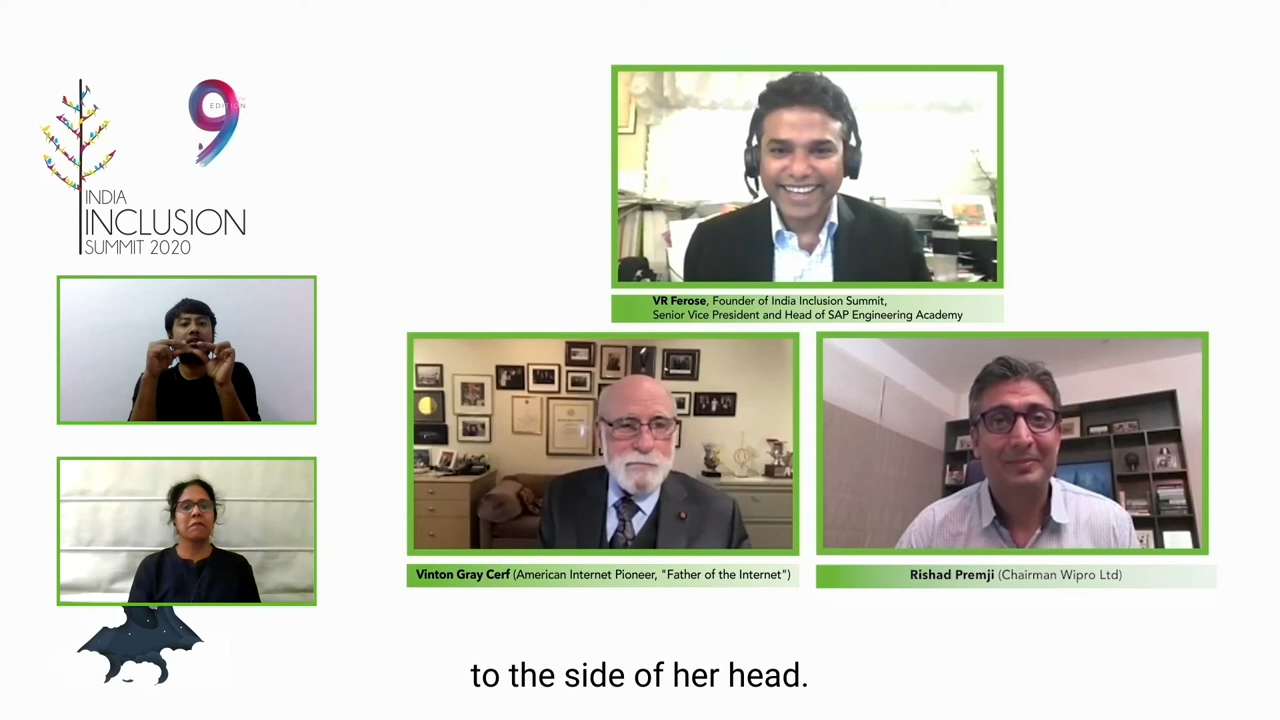 9
TH
EDITION
INDIA
INCLUSION
SUMMIT 2020
VR Ferose, Founder of India Inclusion Summit,
Senior Vice President and Head of SAP Engineering Academy
Vinton Gray Cerf (American Internet Pioneer, "Father of the Internet")
Rishad Premji (Chairman Wipro Ltd)
to the side of her head.